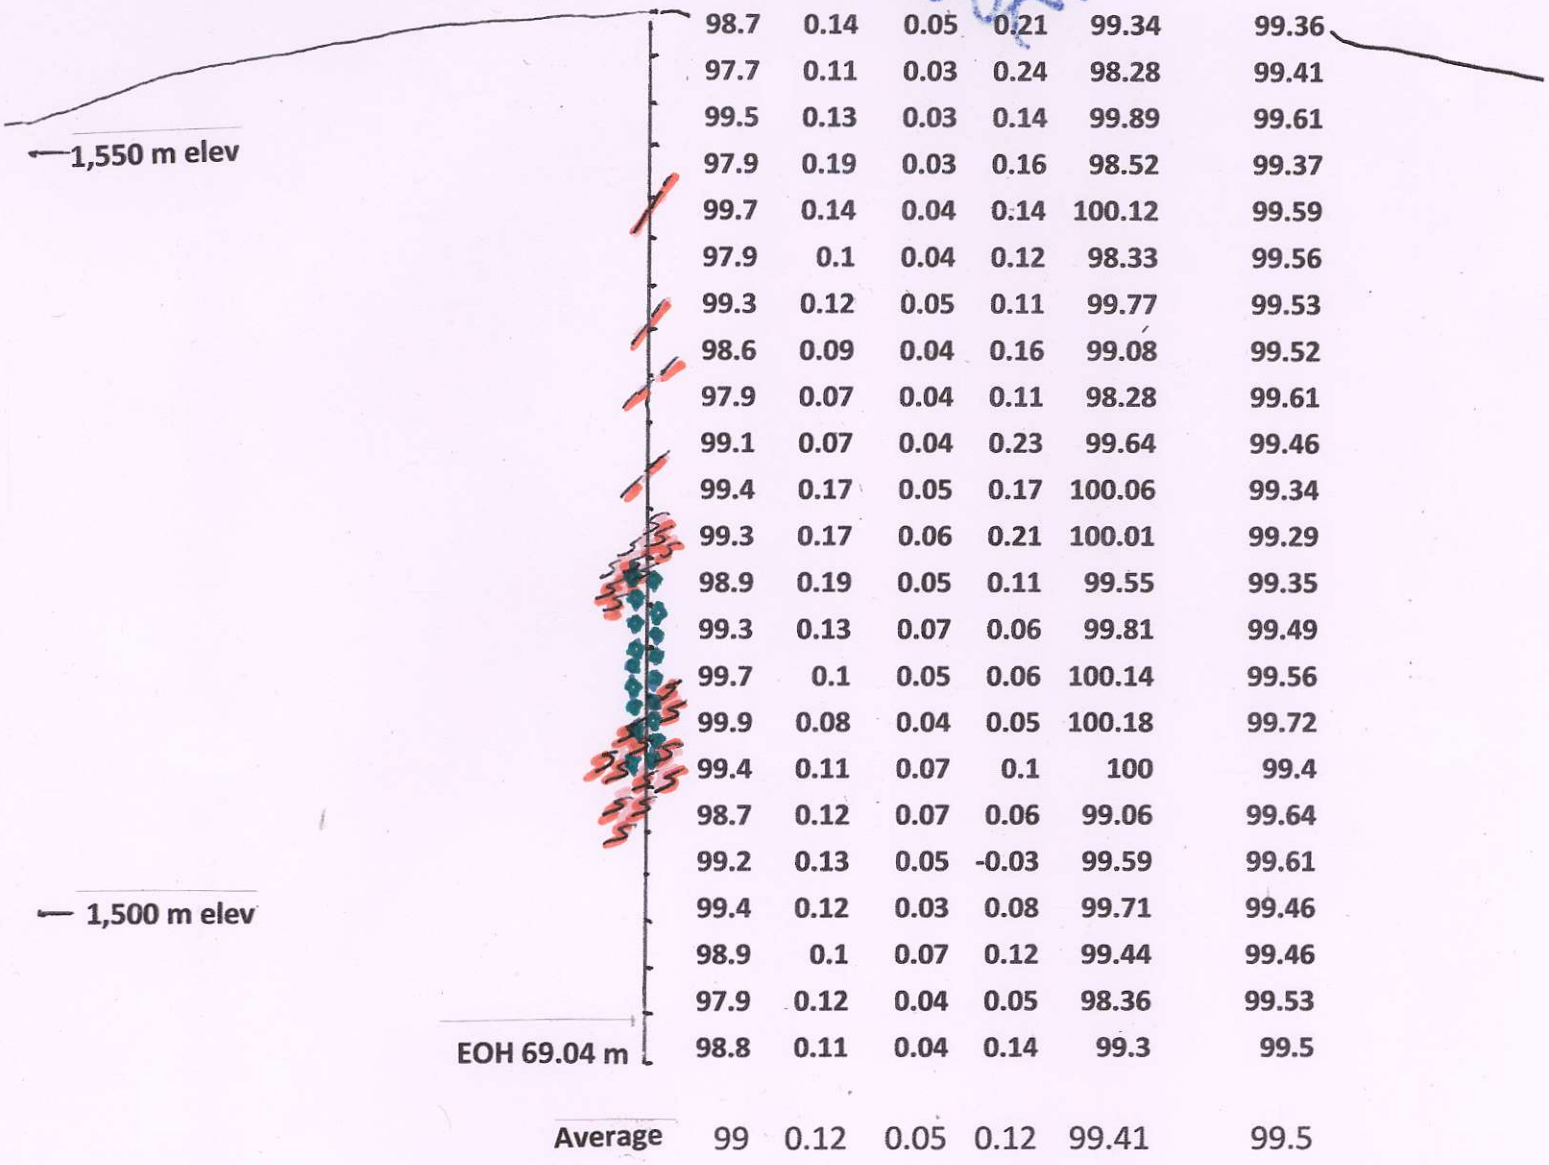 98.7 0.14 0.05 0.21 99.34 99.36
97.7 0.11 0.03 0.24 98.28 99.41
99.5 0.13 0.03 0.14 99.89 99.61
1,550 m elev 97.9 0.19 0.03 0.16 98.52 99.37
99.7 0.14 0.04 0.14 100.12 99.59
97.9 0.1 0.04 0.12 98.33 99.56
99.3 0.12 0.05 0.11 99.77 99.53
98.6 0.09 0.04 0.16 99.08 99.52
97.9 0.07 0.04 0.11 98.28 99.61
99.1 0.07 0.04 0.23 99.64 99.46
99.4 0.17 0.05 0.17 100.06 99.34
99.3 0.17 0.06 0.21 100.01 99.29
98.9 0.19 0.05 0.11 99.55 99.35
99.3 0.13 0.07 0.06 99.81 99.49
99.7 0.1 0.05 0.06 100.14 99.56
99.9 0.08 0.04 0.05 100.18 99.72
99.4 0.11 0.07 0.1 100 99.4
98.7 0.12 0.07 0.06 99.06 99.64
99.2 0.13 0.05 -0.03 99.59 99.61
1,500 m elev 99.4 0.12 0.03 0.08 99.71 99.46
98.9 0.1 0.07 0.12 99.44 99.46
97.9 0.12 0.04 0.05 98.36 99.53
EOH 69.04 m 98.8 0.11 0.04 0.14 99.3 99.5
Average 99 0.12 0.05 0.12 99.41 99.5